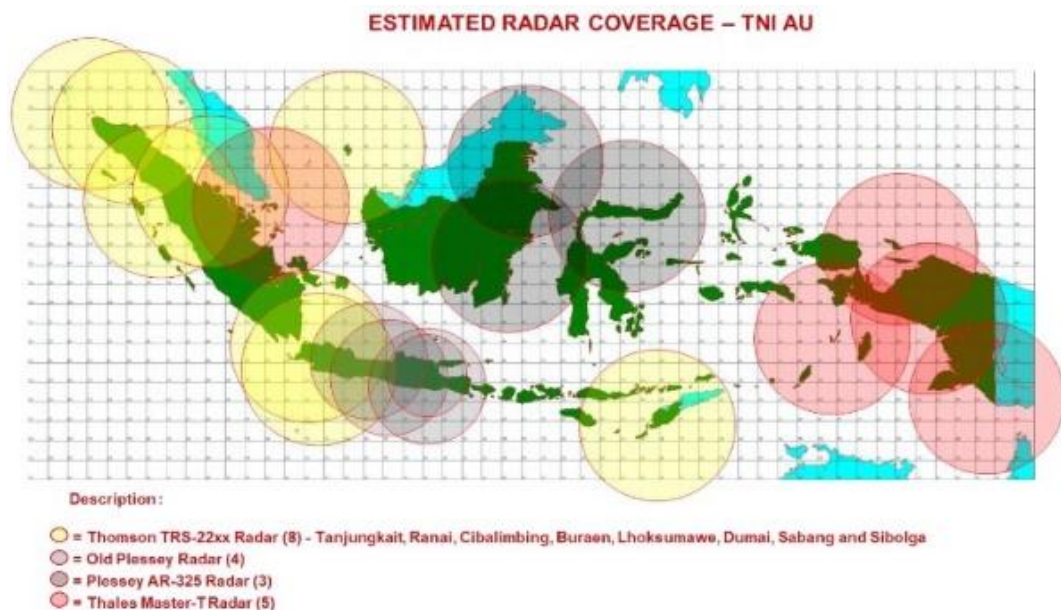 ESTIMATED RADAR COVERAGE – TNI AU
Description :
= Thomson TRS-22xx Radar (8) - Tanjungkait, Ranai, Cibalimbing, Buraen, Lhoksumawe, Dumai, Sabang and Sibolga
= Old Plessey Radar (4)
= Plessey AR-325 Radar (3)
= Thales Master-T Radar (5)